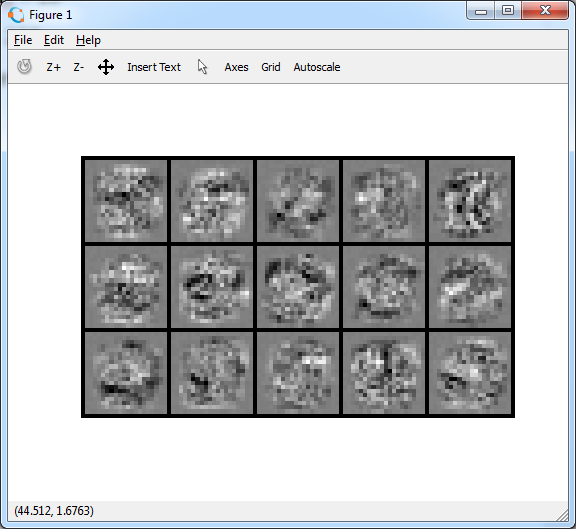 Figure 1
File Edit Help
Z+ Z- Insert Text Axes Grid Autoscale
(44.512, 1.6763)